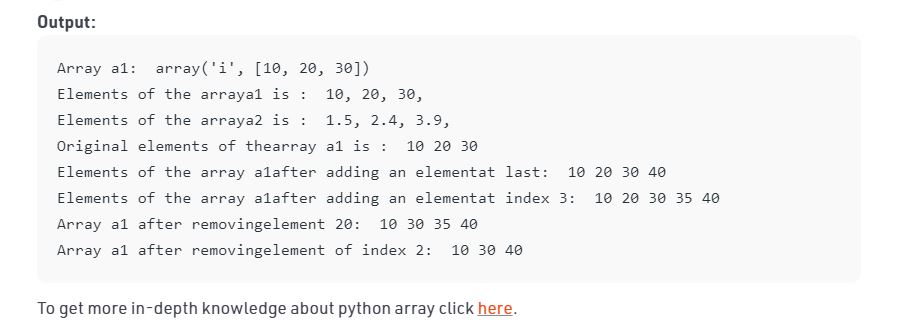 Output:
Array a1:  array('i', [10, 20, 30])
Elements of the arraya1 is :  10, 20, 30,
Elements of the arraya2 is :  1.5, 2.4, 3.9,
Original elements of thearray a1 is :  10 20 30
Elements of the array a1after adding an elementat last:  10 20 30 40
Elements of the array a1after adding an elementat index 3:  10 20 30 35 40
Array a1 after removingelement 20:  10 30 35 40
Array a1 after removingelement of index 2:  10 30 40
To get more in-depth knowledge about python array click here.